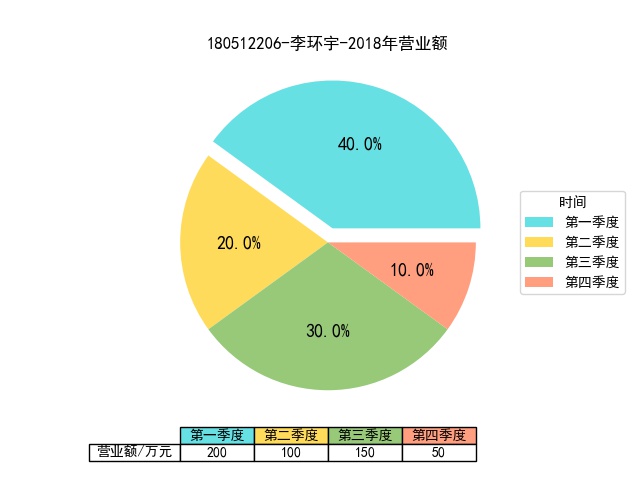 180512206-李环宇-2018年营业额
40.0%
20.0%
10.0%
30.0%
时间
第一季度
第二季度
第三季度
第四季度
第一季度 第二季度 第三季度 第四季度
营业额/万元 200 100 150 50